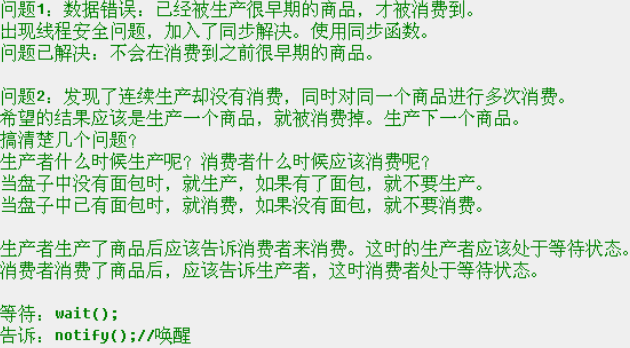 问题1：数据错误：已经被生产很早期的商品，才被消费到。
出现线程安全问题，加入了同步解决。使用同步函数。
问题已解决：不会在消费到之前很早期的商品。
问题2：发现了连续生产却没有消费，同时对同一个商品进行多次消费。
希望的结果应该是生产一个商品，就被消费掉。生产下一个商品。
搞清楚几个问题？
生产者什么时候生产呢？消费者什么时候应该消费呢？
当盘子中没有面包时，就生产，如果有了面包，就不要生产。
当盘子中已有面包时，就消费，如果没有面包，就不要消费。
生产者生产了商品后应该告诉消费者来消费。这时的生产者应该处于等待状态。
消费者消费了商品后，应该告诉生产者，这时消费者处于等待状态。
等待：wait();
告诉：notify();//唤醒